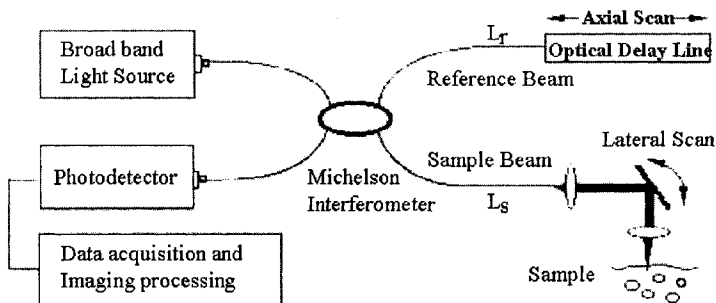 Broad band
Light Source
Lr
Axial Scan
Optical Delay Line
Reference Beam
Photodetector
Michelson
Interferometer
Sample Beam
Ls
Lateral Scan
Data acquisition and
Imaging processing
Sample